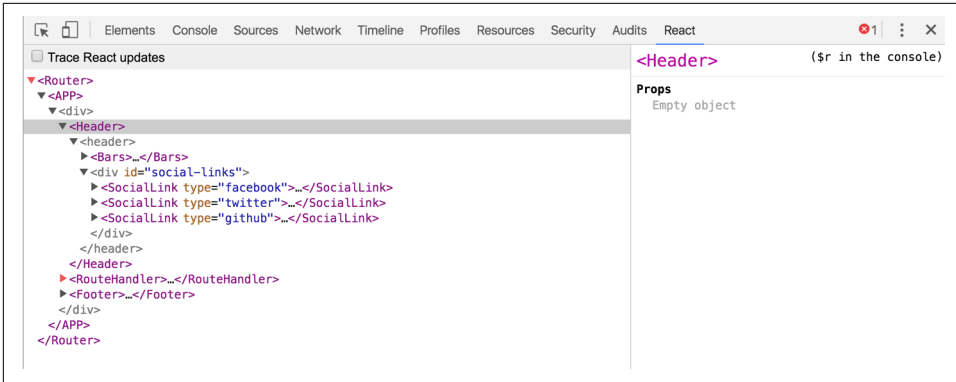 Elements Console Sources Network Timeline Profiles Resources Security Audits React 1
Trace React updates
<Router>
<APP>
<div>
<Header>
<header>
<Bars>…</Bars>
<div id="social-links">
<SocialLink type="facebook">…</SocialLink>
<SocialLink type="twitter">…</SocialLink>
<SocialLink type="github">…</SocialLink>
</div>
</header>
</Header>
<RouteHandler>…</RouteHandler>
<Footer>…</Footer>
</div>
</APP>
</Router>
<Header> ($r in the console)
Props
Empty object